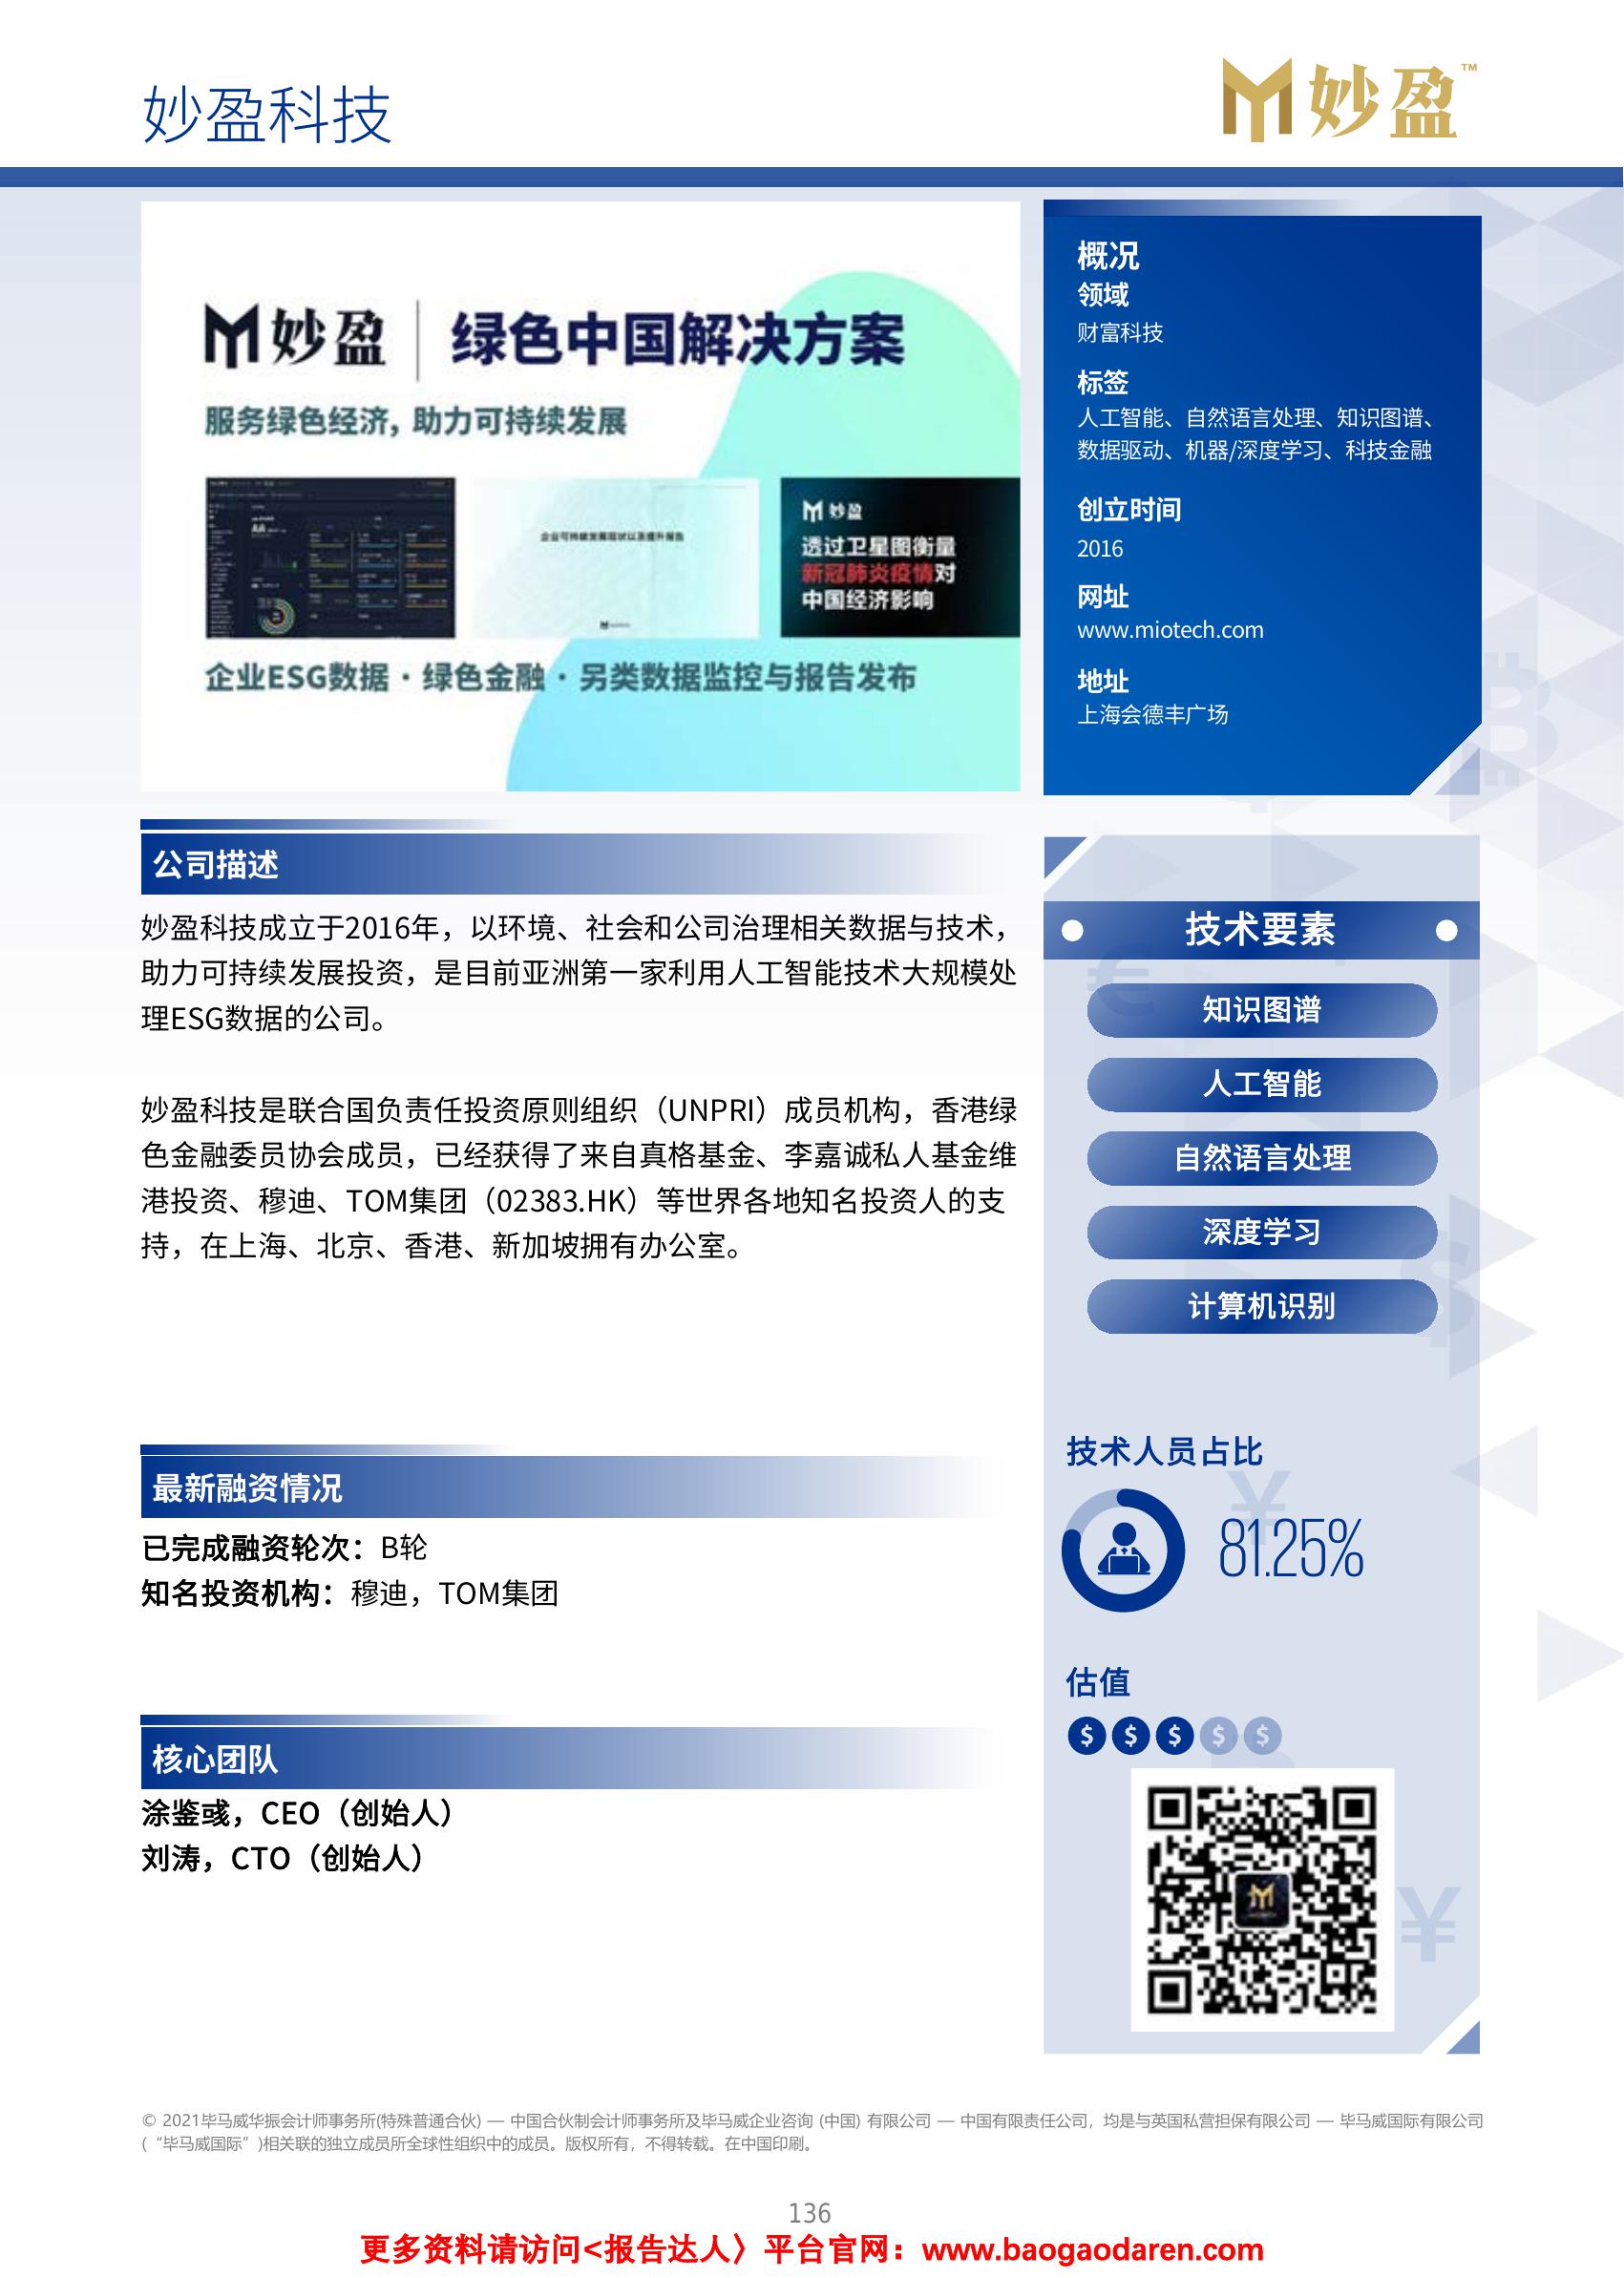 妙盈科技
妙盈™
妙盈 绿色中国解决方案
服务绿色经济，助力可持续发展
企业可持续发展现状以及提升报告
妙盈
透过卫星图衡量
新冠肺炎疫情对
中国经济影响
企业ESG数据 · 绿色金融 · 另类数据监控与报告发布
概况
领域
财富科技
标签
人工智能、自然语言处理、知识图谱、
数据驱动、机器/深度学习、科技金融
创立时间
2016
网址
www.miotech.com
地址
上海会德丰广场
公司描述
妙盈科技成立于2016年，以环境、社会和公司治理相关数据与技术，
助力可持续发展投资，是目前亚洲第一家利用人工智能技术大规模处
理ESG数据的公司。
妙盈科技是联合国负责任投资原则组织（UNPRI）成员机构，香港绿
色金融委员协会成员，已经获得了来自真格基金、李嘉诚私人基金维
港投资、穆迪、TOM集团（02383.HK）等世界各地知名投资人的支
持，在上海、北京、香港、新加坡拥有办公室。
最新融资情况
已完成融资轮次：B轮
知名投资机构：穆迪，TOM集团
核心团队
涂鉴彧，CEO（创始人）
刘涛，CTO（创始人）
技术要素
知识图谱
人工智能
自然语言处理
深度学习
计算机识别
技术人员占比
81.25%
估值
© 2021毕马威华振会计师事务所(特殊普通合伙) — 中国合伙制会计师事务所及毕马威企业咨询 (中国) 有限公司 — 中国有限责任公司，均是与英国私营担保有限公司 — 毕马威国际有限公司
(“毕马威国际”)相关联的独立成员所全球性组织中的成员。版权所有，不得转载。在中国印刷。
136
更多资料请访问<报告达人〉平台官网：www.baogaodaren.com